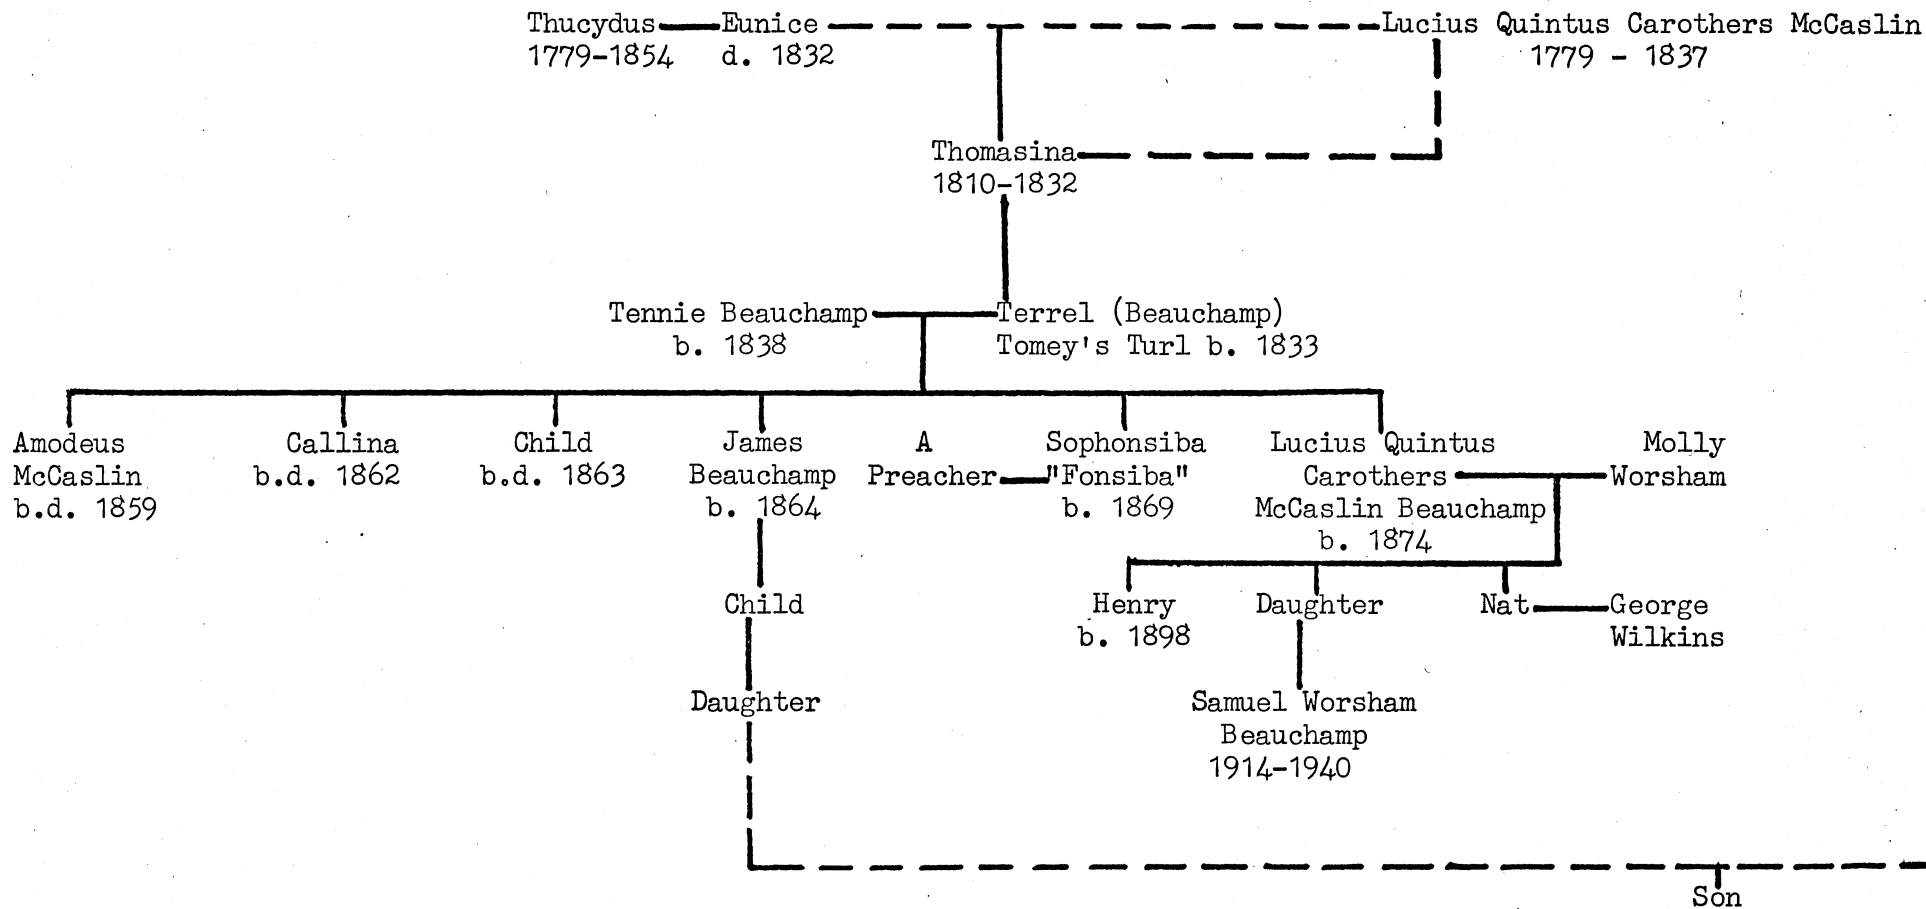 Thucydus Eunice Lucius Quintus Carothers McCaslin
1779-1854 d. 1832 1779 - 1837
Thomasina
1810-1832
Tennie Beauchamp Terrel (Beauchamp)
b. 1838 Tomey's Turl b. 1833
Amodeus
McCaslin
b.d. 1859
Callina
b.d. 1862
Child
b.d. 1863
James
Beauchamp
b. 1864
A
Preacher
Sophonsiba
"Fonsiba"
b. 1869
Lucius Quintus
Carothers
McCaslin Beauchamp
b. 1874
Molly
Worsham
Child
Henry
b. 1898
Daughter
Nat
George
Wilkins
Daughter
Samuel Worsham
Beauchamp
1914-1940
Son